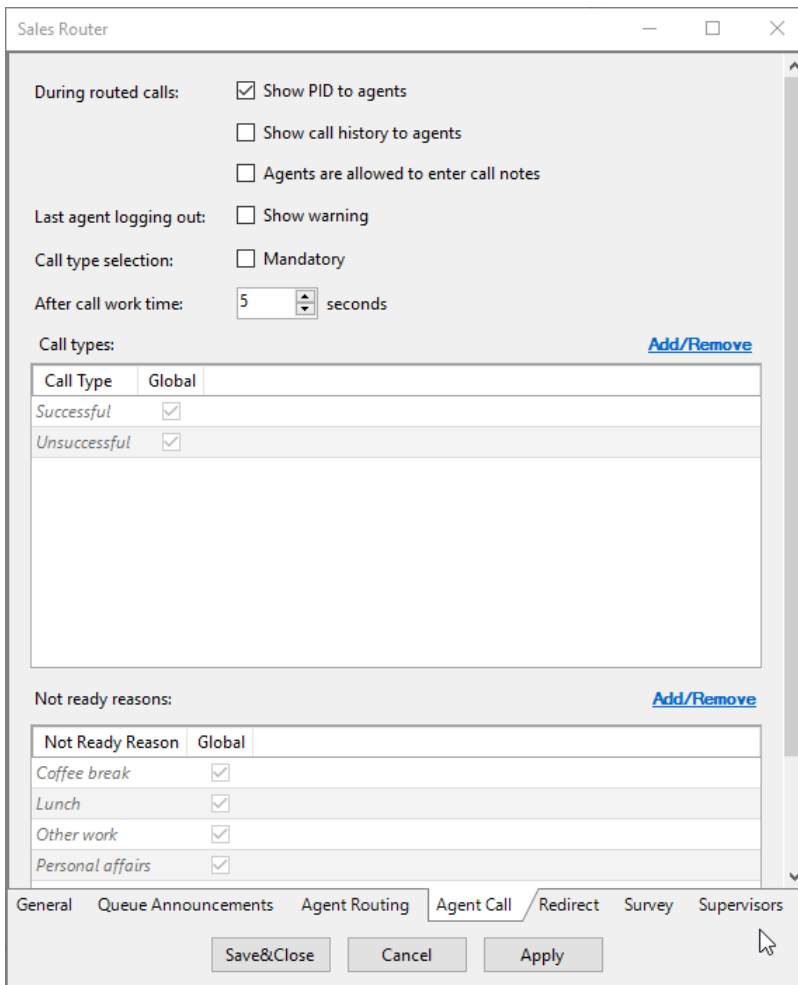 Sales Router
During routed calls: Show PID to agents
Show call history to agents
Agents are allowed to enter call notes
Last agent logging out: Show warning
Call type selection: Mandatory
After call work time: 5 seconds
Call types: Add/Remove
Call Type Global
Successful
Unsuccessful
Not ready reasons: Add/Remove
Not Ready Reason Global
Coffee break
Lunch
Other work
Personal affairs
General Queue Announcements Agent Routing Agent Call Redirect Survey Supervisors
Save&Close Cancel Apply